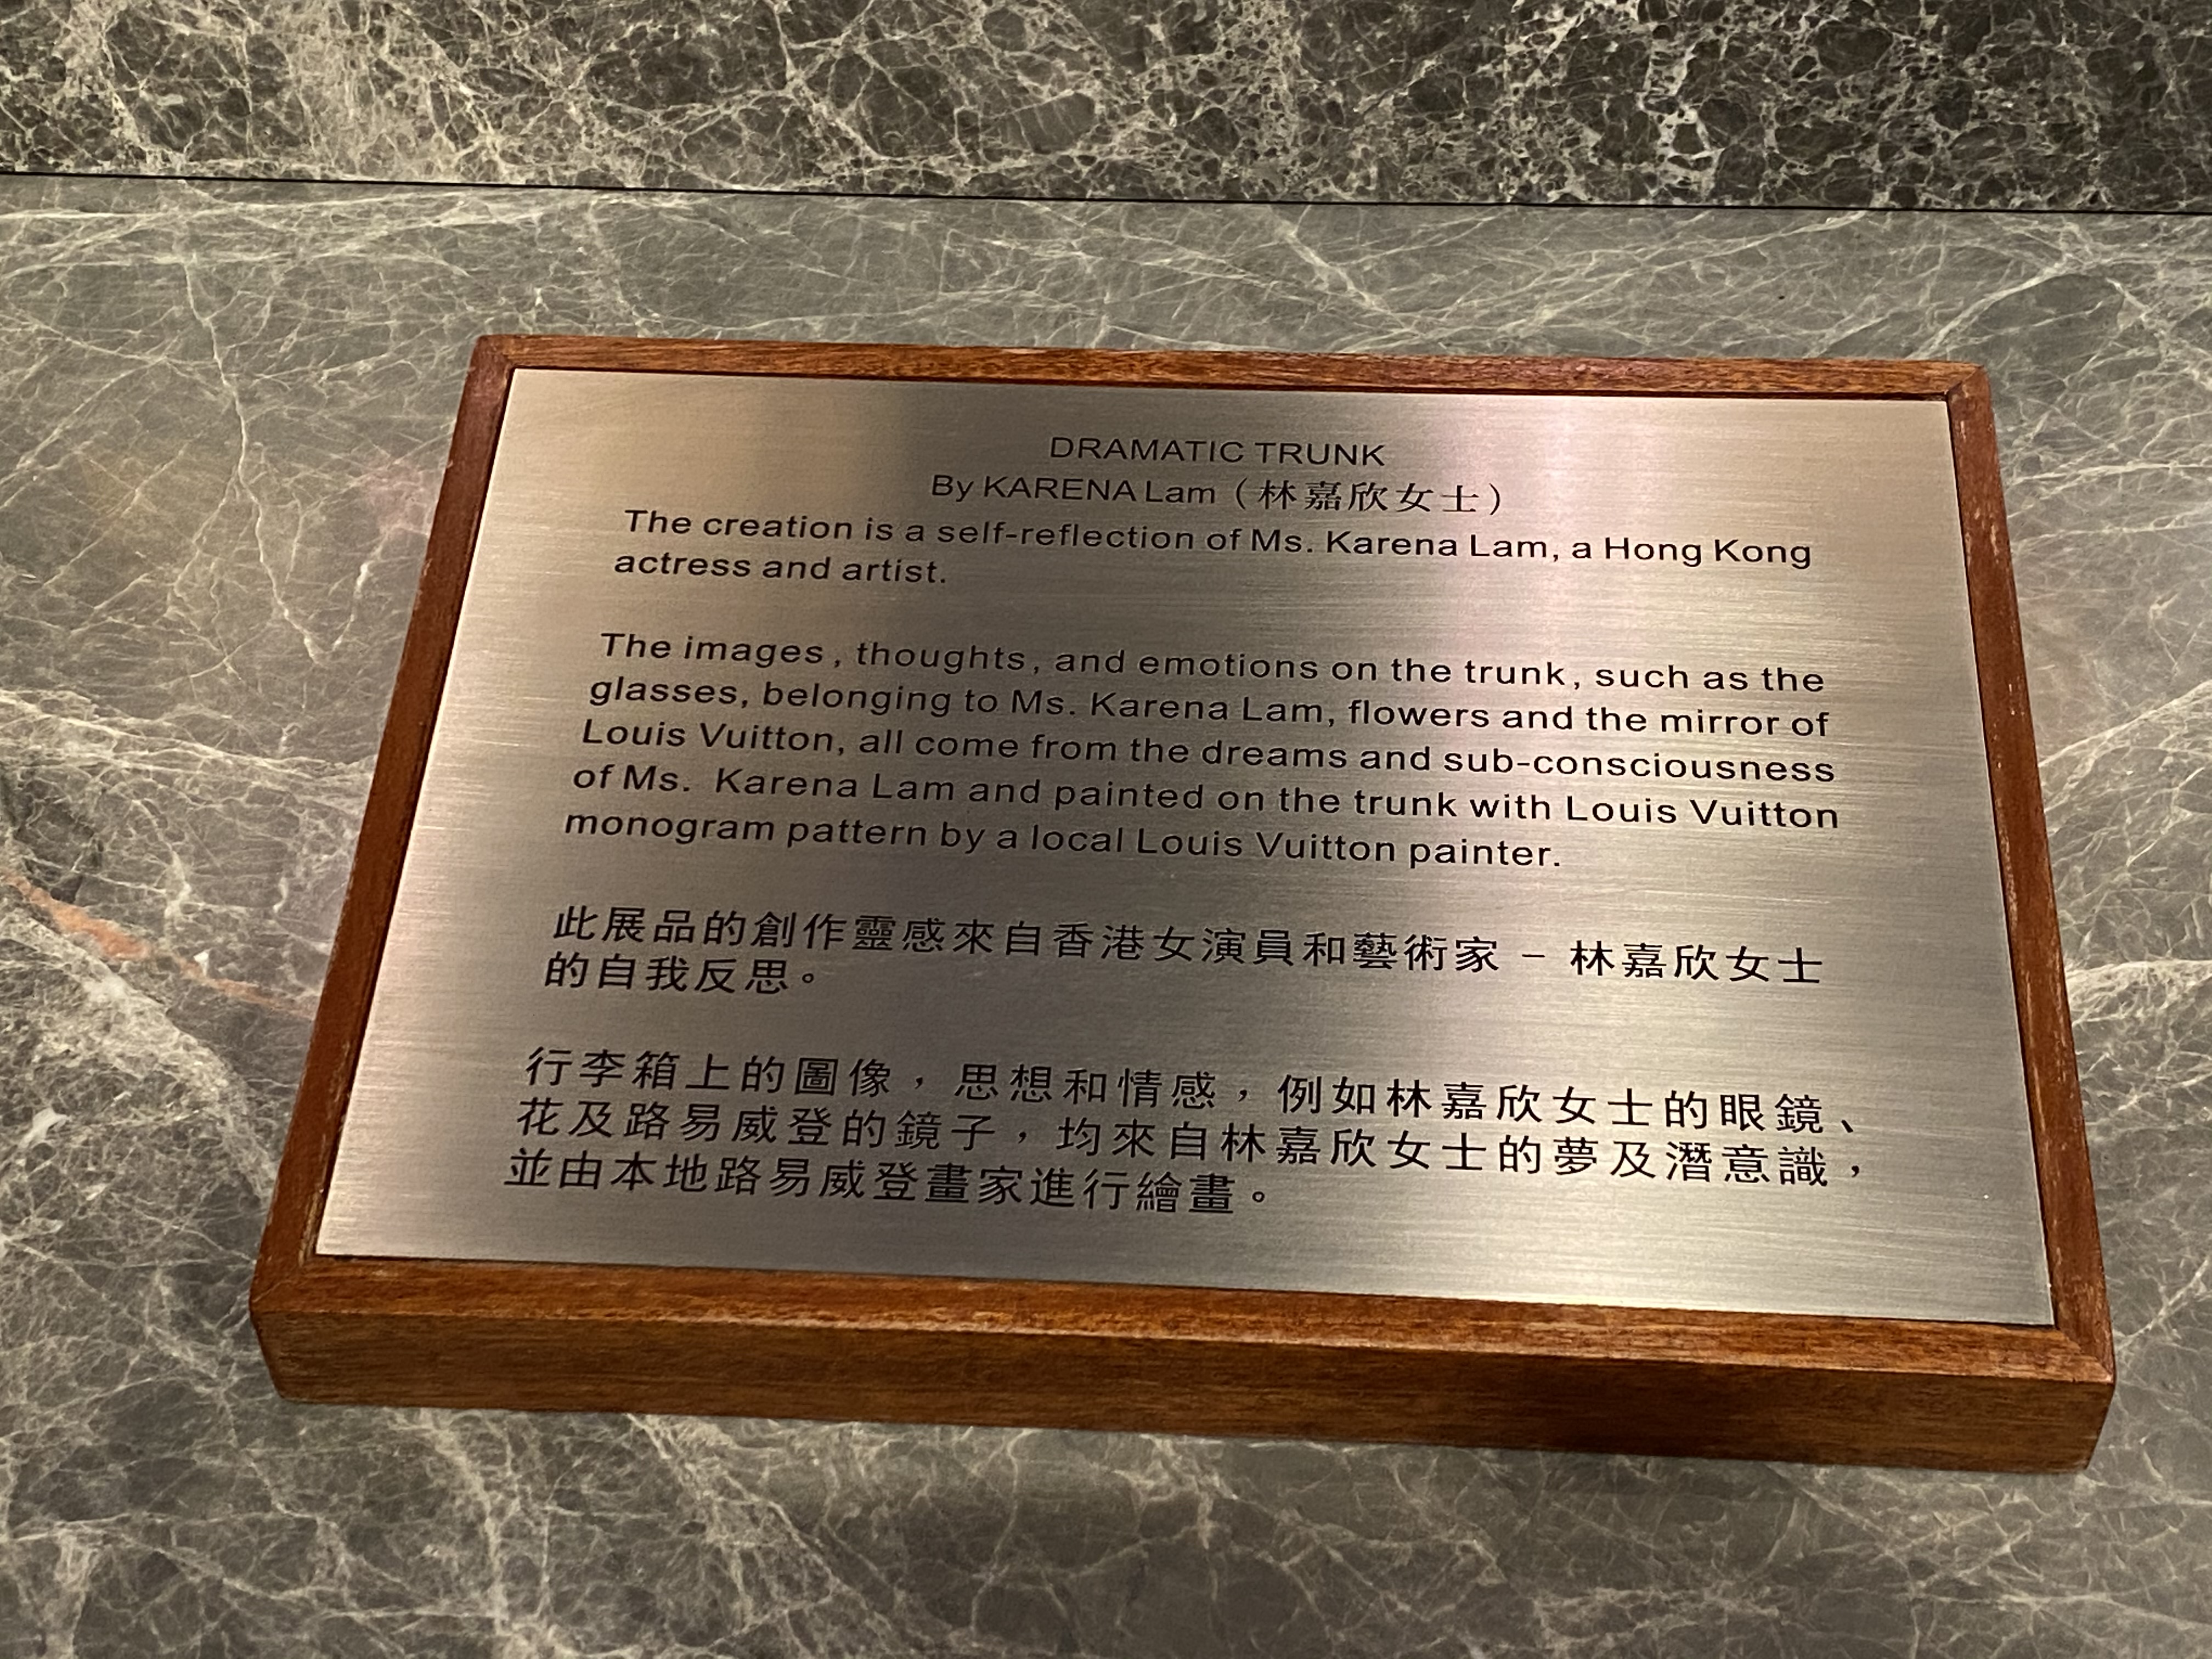 DRAMATIC TRUNK
By KARENA Lam（林嘉欣女士）
The creation is a self-reflection of Ms. Karena Lam, a Hong Kong
actress and artist.
The images , thoughts, and emotions on the trunk, such as the
glasses, belonging to Ms. Karena Lam, flowers and the mirror of
Louis Vuitton, all come from the dreams and sub-consciousness
of Ms.  Karena Lam and painted on the trunk with Louis Vuitton
monogram pattern by a local Louis Vuitton painter.
此展品的創作靈感來自香港女演員和藝術家 – 林嘉欣女士
的自我反思。
行李箱上的圖像，思想和情感，例如林嘉欣女士的眼鏡、
花及路易威登的鏡子，均來自林嘉欣女士的夢及潛意識，
並由本地路易威登畫家進行繪畫。